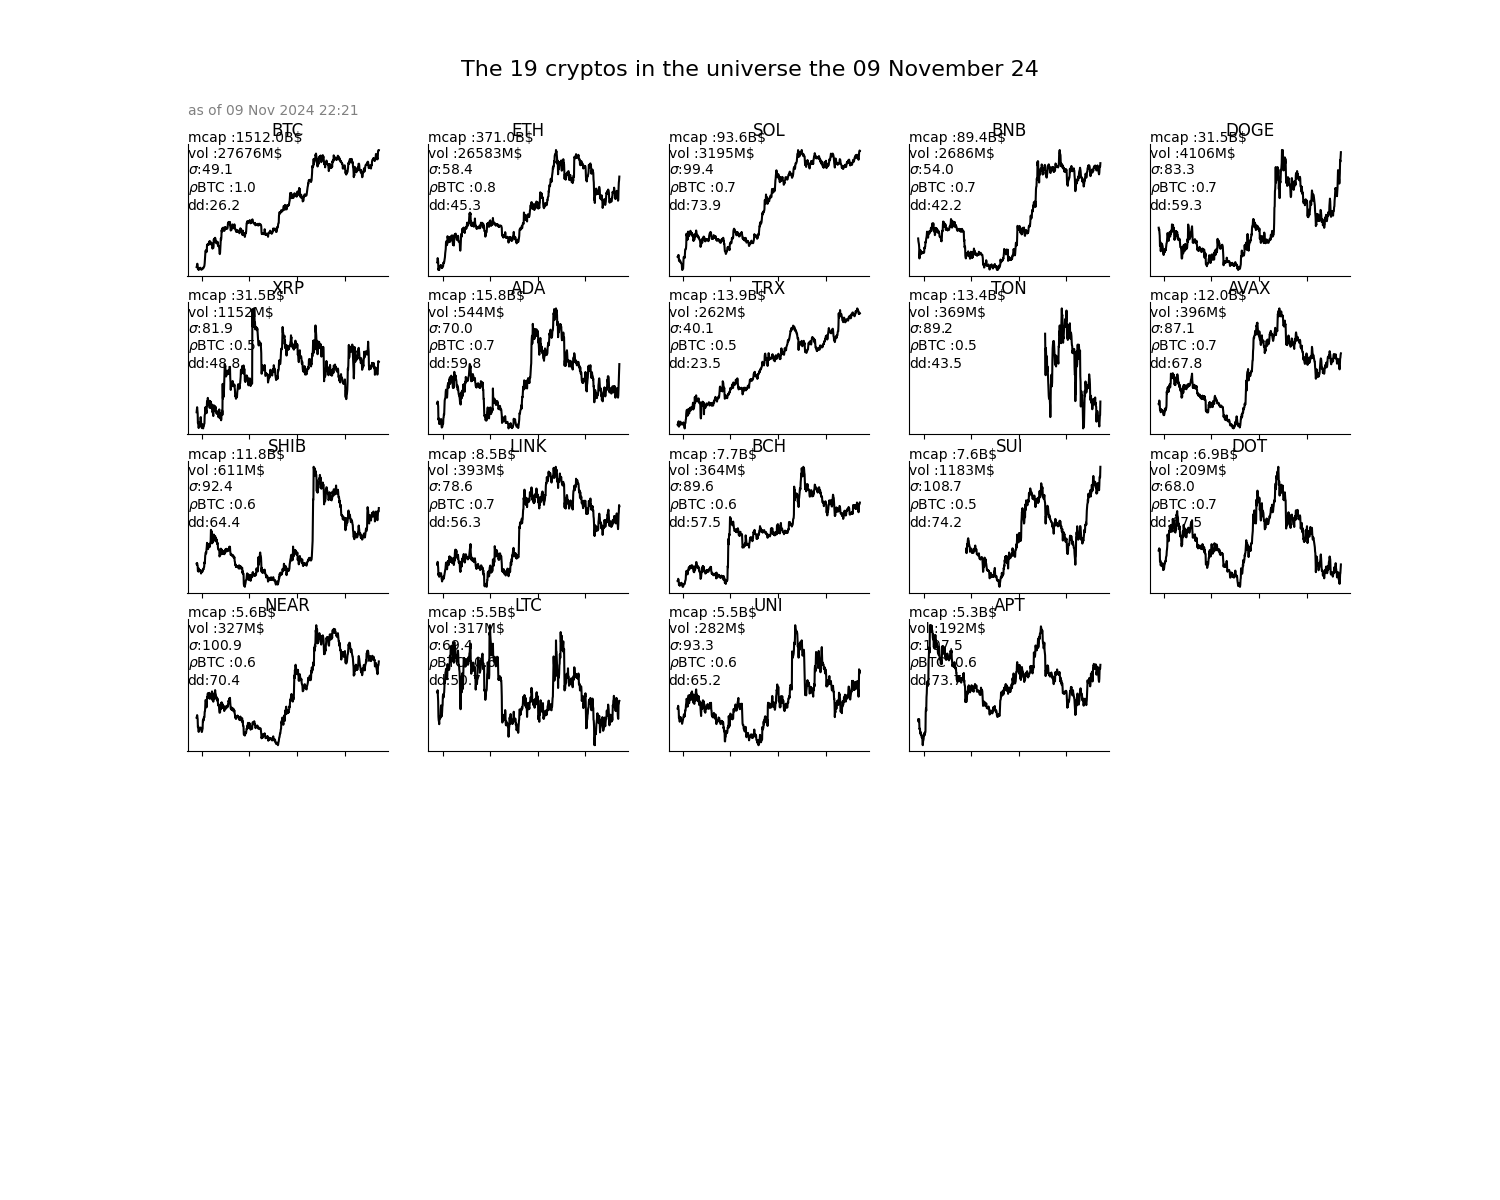 The 19 cryptos in the universe the 09 November 24
as of 09 Nov 2024 22:21
BTC
mcap :1512.0B$
vol :27676M$
σ:49.1
ρBTC :1.0
dd:26.2
ETH
mcap :371.0B$
vol :26583M$
σ:58.4
ρBTC :0.8
dd:45.3
SOL
mcap :93.6B$
vol :3195M$
σ:99.4
ρBTC :0.7
dd:73.9
BNB
mcap :89.4B$
vol :2686M$
σ:54.0
ρBTC :0.7
dd:42.2
DOGE
mcap :31.5B$
vol :4106M$
σ:83.3
ρBTC :0.7
dd:59.3
XRP
mcap :31.5B$
vol :1152M$
σ:81.9
ρBTC :0.5
dd:48.8
ADA
mcap :15.8B$
vol :544M$
σ:70.0
ρBTC :0.7
dd:59.8
TRX
mcap :13.9B$
vol :262M$
σ:40.1
ρBTC :0.5
dd:23.5
TON
mcap :13.4B$
vol :369M$
σ:89.2
ρBTC :0.5
dd:43.5
AVAX
mcap :12.0B$
vol :396M$
σ:87.1
ρBTC :0.7
dd:67.8
SHIB
mcap :11.8B$
vol :611M$
σ:92.4
ρBTC :0.6
dd:64.4
LINK
mcap :8.5B$
vol :393M$
σ:78.6
ρBTC :0.7
dd:56.3
BCH
mcap :7.7B$
vol :364M$
σ:89.6
ρBTC :0.6
dd:57.5
SUI
mcap :7.6B$
vol :1183M$
σ:108.7
ρBTC :0.5
dd:74.2
DOT
mcap :6.9B$
vol :209M$
σ:68.0
ρBTC :0.7
NEAR
mcap :5.6B$
vol :327M$
σ:100.9
ρBTC :0.6
dd:70.4
LTC
mcap :5.5B$
vol :317M$
UNI
mcap :5.5B$
vol :282M$
σ:93.3
ρBTC :0.6
dd:65.2
APT
mcap :5.3B$
vol :192M$
ρBTC :0.6